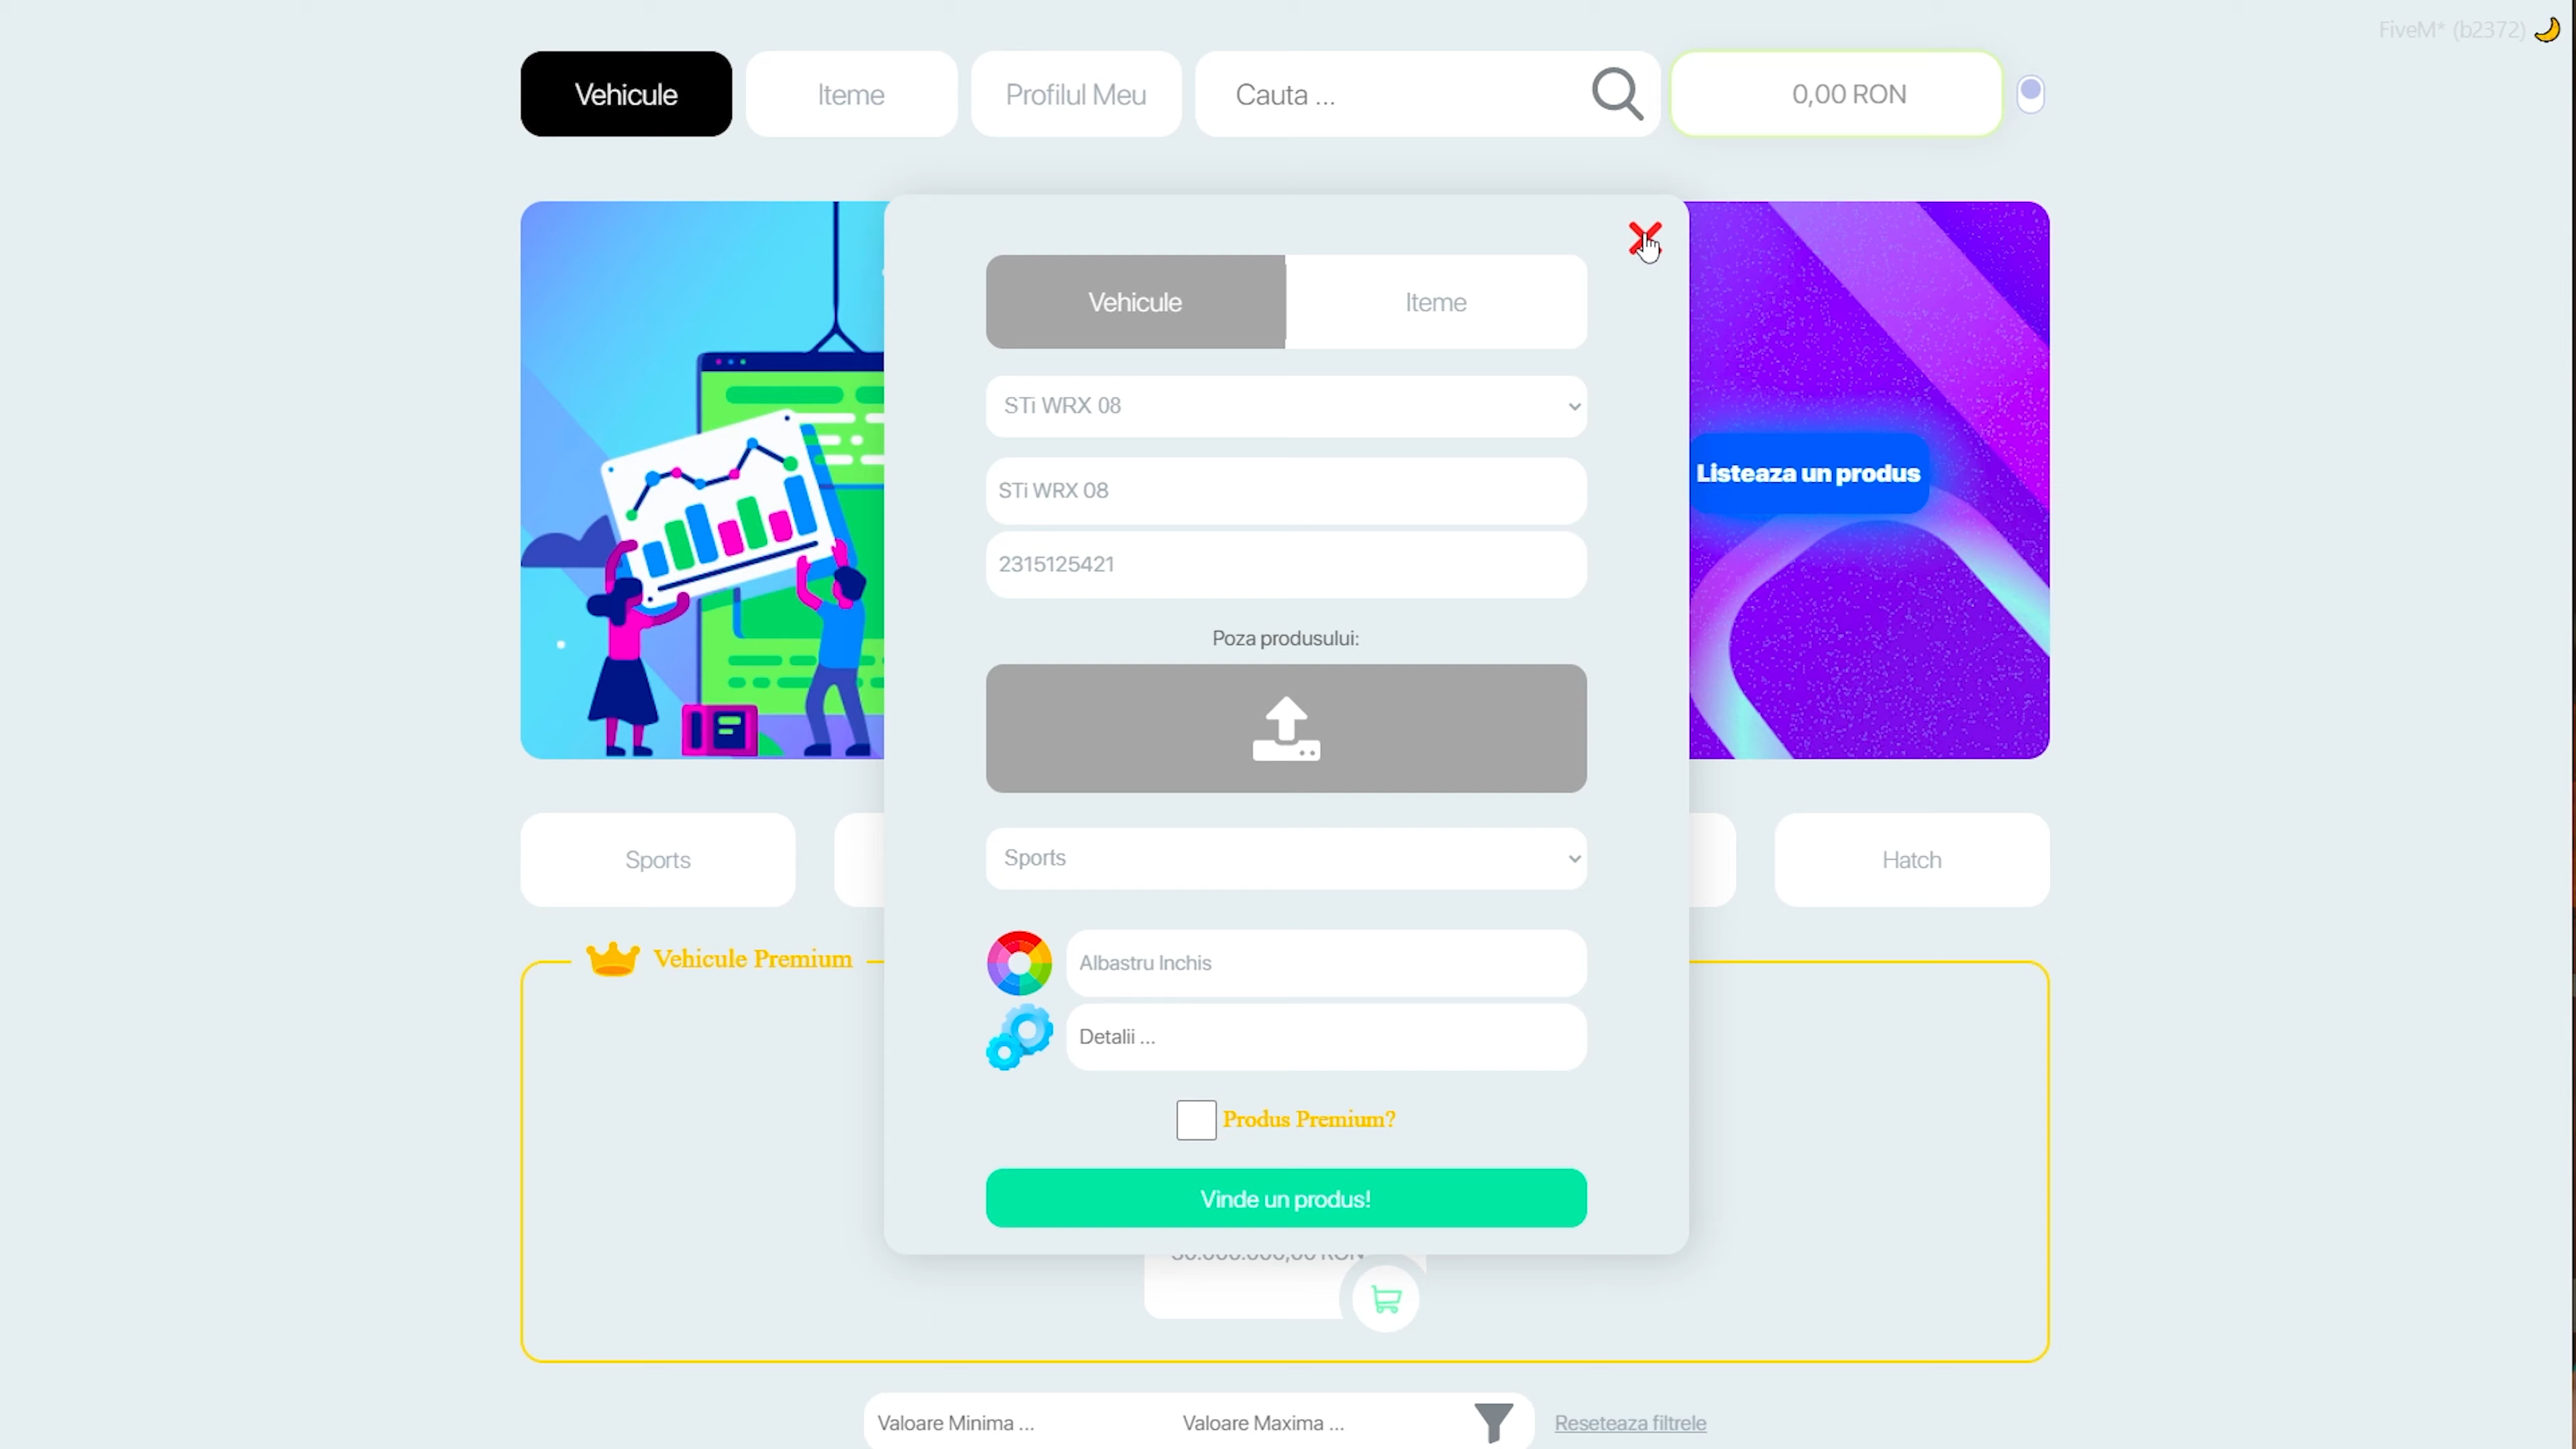 FiveM* (b2372)
Vehicule
Iteme
Profilul Meu
Cauta ...
0,00 RON
Vehicule
Iteme
STi WRX 08
STi WRX 08
2315125421
Listeaza un produs
Poza produsului:
Sports
Sports
Hatch
Vehicule Premium
Albastru Inchis
Detalii ...
Produs Premium?
Vinde un produs!
Valoare Minima ...
Valoare Maxima ...
Reseteaza filtrele